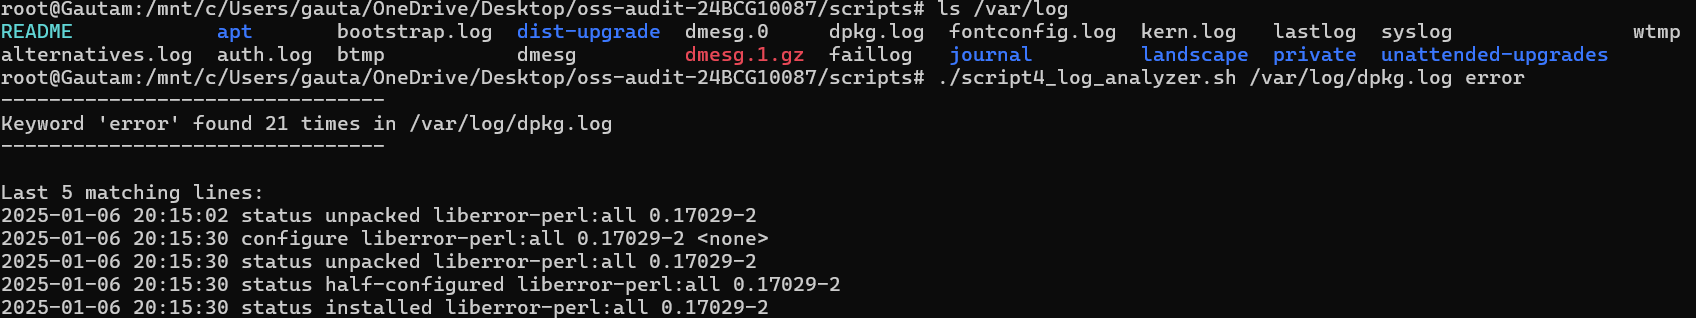 root@Gautam:/mnt/c/Users/gauta/OneDrive/Desktop/oss-audit-24BCG10087/scripts# ls /var/log
README            apt       bootstrap.log  dist-upgrade  dmesg.0     dpkg.log  fontconfig.log  kern.log   lastlog  syslog               wtmp
alternatives.log  auth.log  btmp           dmesg         dmesg.1.gz  faillog   journal         landscape  private  unattended-upgrades
root@Gautam:/mnt/c/Users/gauta/OneDrive/Desktop/oss-audit-24BCG10087/scripts# ./script4_log_analyzer.sh /var/log/dpkg.log error
--------------------------------
Keyword 'error' found 21 times in /var/log/dpkg.log
--------------------------------
Last 5 matching lines:
2025-01-06 20:15:02 status unpacked liberror-perl:all 0.17029-2
2025-01-06 20:15:30 configure liberror-perl:all 0.17029-2 <none>
2025-01-06 20:15:30 status unpacked liberror-perl:all 0.17029-2
2025-01-06 20:15:30 status half-configured liberror-perl:all 0.17029-2
2025-01-06 20:15:30 status installed liberror-perl:all 0.17029-2